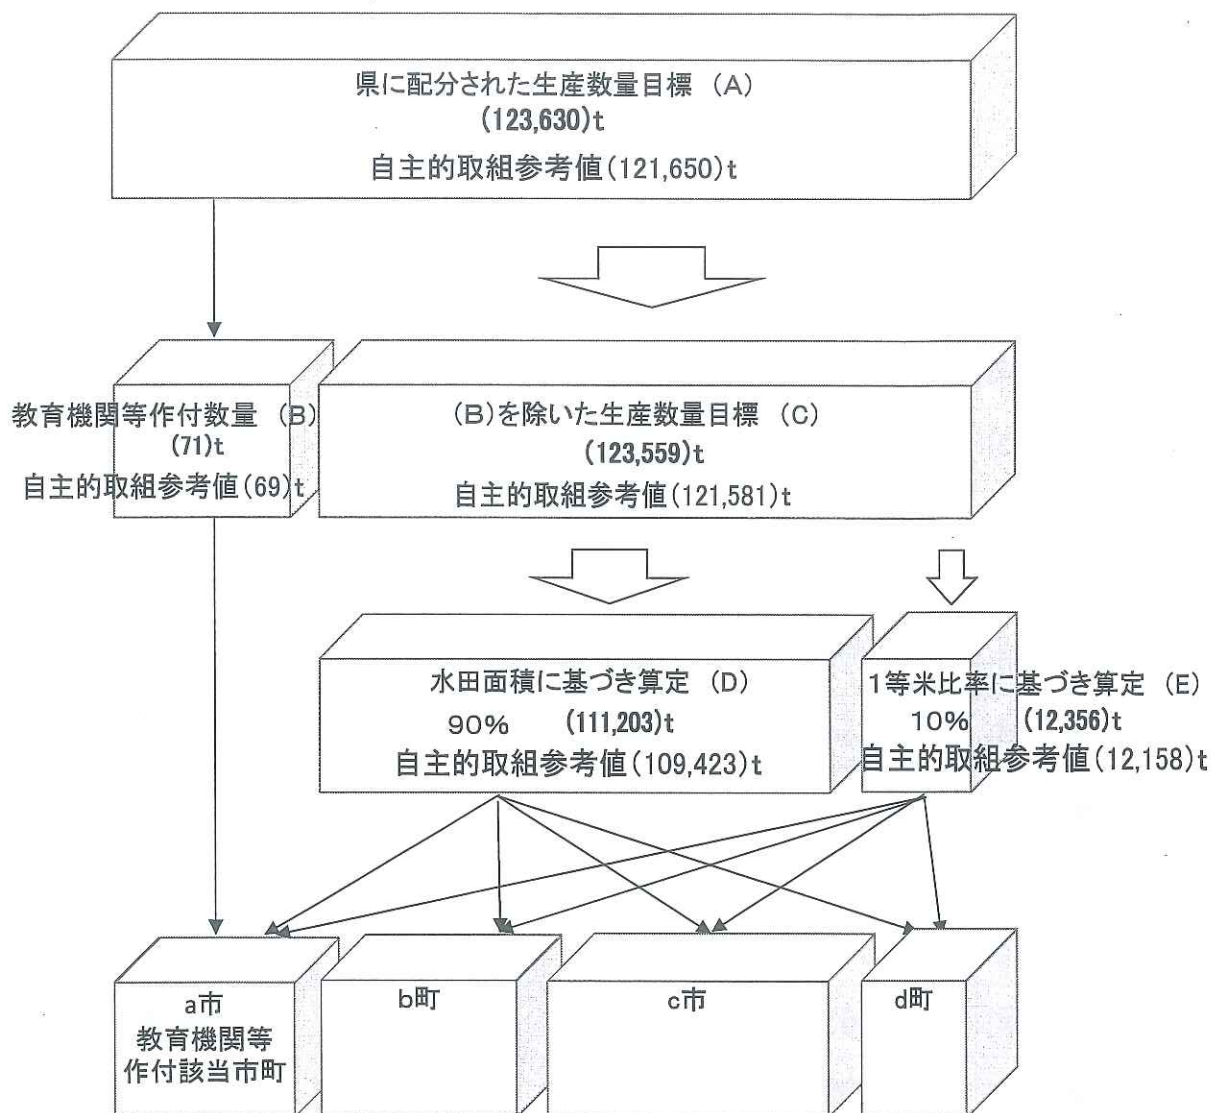 県に配分された生産数量目標 (A)
(123,630)t
自主的取組参考値(121,650)t
教育機関等作付数量 (B)
(71)t
自主的取組参考値(69)t
(B)を除いた生産数量目標 (C)
(123,559)t
自主的取組参考値(121,581)t
水田面積に基づき算定 (D)
90% (111,203)t
自主的取組参考値(109,423)t
1等米比率に基づき算定 (E)
10% (12,356)t
自主的取組参考値(12,158)t
a市
教育機関等
作付該当市町
b町
c市
d町